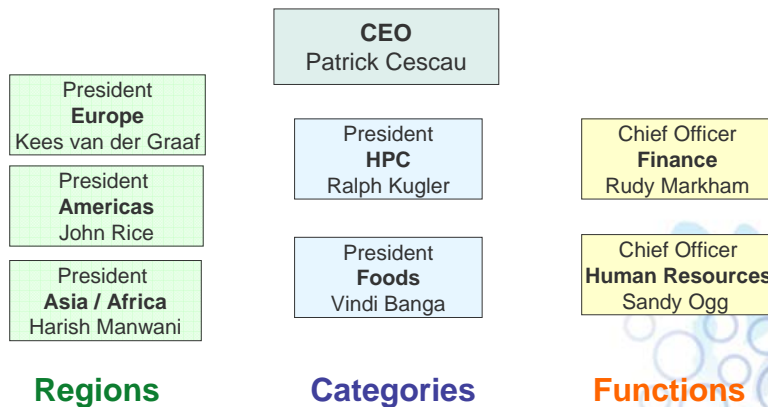 CEO
Patrick Cescau
President
Europe
Kees van der Graaf
President
Americas
John Rice
President
Asia / Africa
Harish Manwani
Regions
President
HPC
Ralph Kugler
President
Foods
Vindi Banga
Categories
Chief Officer
Finance
Rudy Markham
Chief Officer
Human Resources
Sandy Ogg
Functions